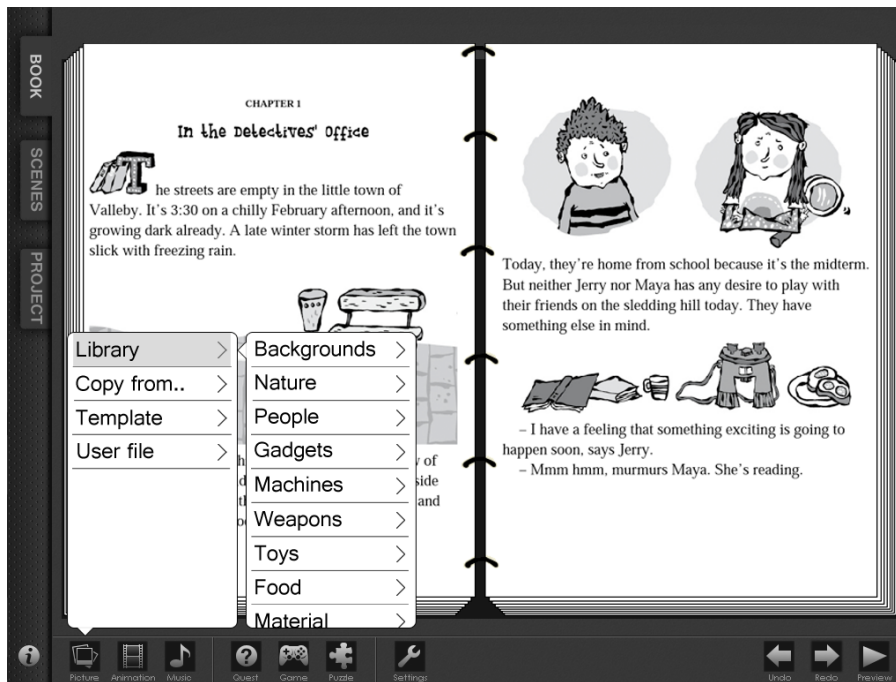 BOOK
SCENES
PROJECT
CHAPTER 1
In the Detectives' Office
The streets are empty in the little town of
Valleby. It's 3:30 on a chilly February afternoon, and it's
growing dark already. A late winter storm has left the town
slick with freezing rain.
of
side
and
Library
Copy from..
Template
User file
Backgrounds
Nature
People
Gadgets
Machines
Weapons
Toys
Food
Material
Today, they're home from school because it's the midterm.
But neither Jerry nor Maya has any desire to play with
their friends on the sledding hill today. They have
something else in mind.
– I have a feeling that something exciting is going to
happen soon, says Jerry.
– Mmm hmm, murmurs Maya. She's reading.
i
Picture
Animation
Music
Quest
Game
Puzzle
Settings
Undo
Redo
Preview